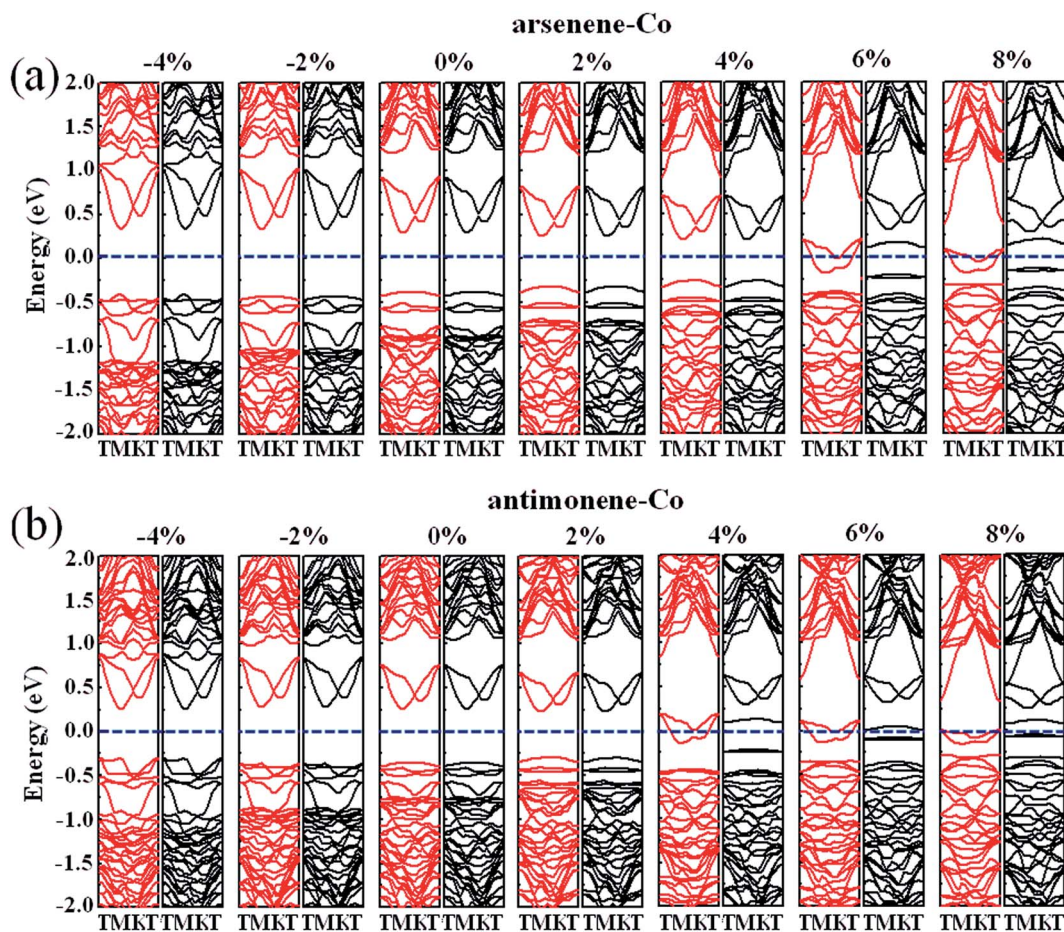 arsenene-Co
(a)
-4% -2% 0% 2% 4% 6% 8%
2.0
1.5
1.0
0.5
0.0
-0.5
-1.0
-1.5
-2.0
Energy (eV)
TMKT TMKT TMKT TMKT TMKT TMKT TMKT TMKT TMKT TMKT TMKT TMKT TMKT TMKT
antimonene-Co
(b)
-4% -2% 0% 2% 4% 6% 8%
2.0
1.5
1.0
0.5
0.0
-0.5
-1.0
-1.5
-2.0
Energy (eV)
TMKT TMKT TMKT TMKT TMKT TMKT TMKT TMKT TMKT TMKT TMKT TMKT TMKT TMKT